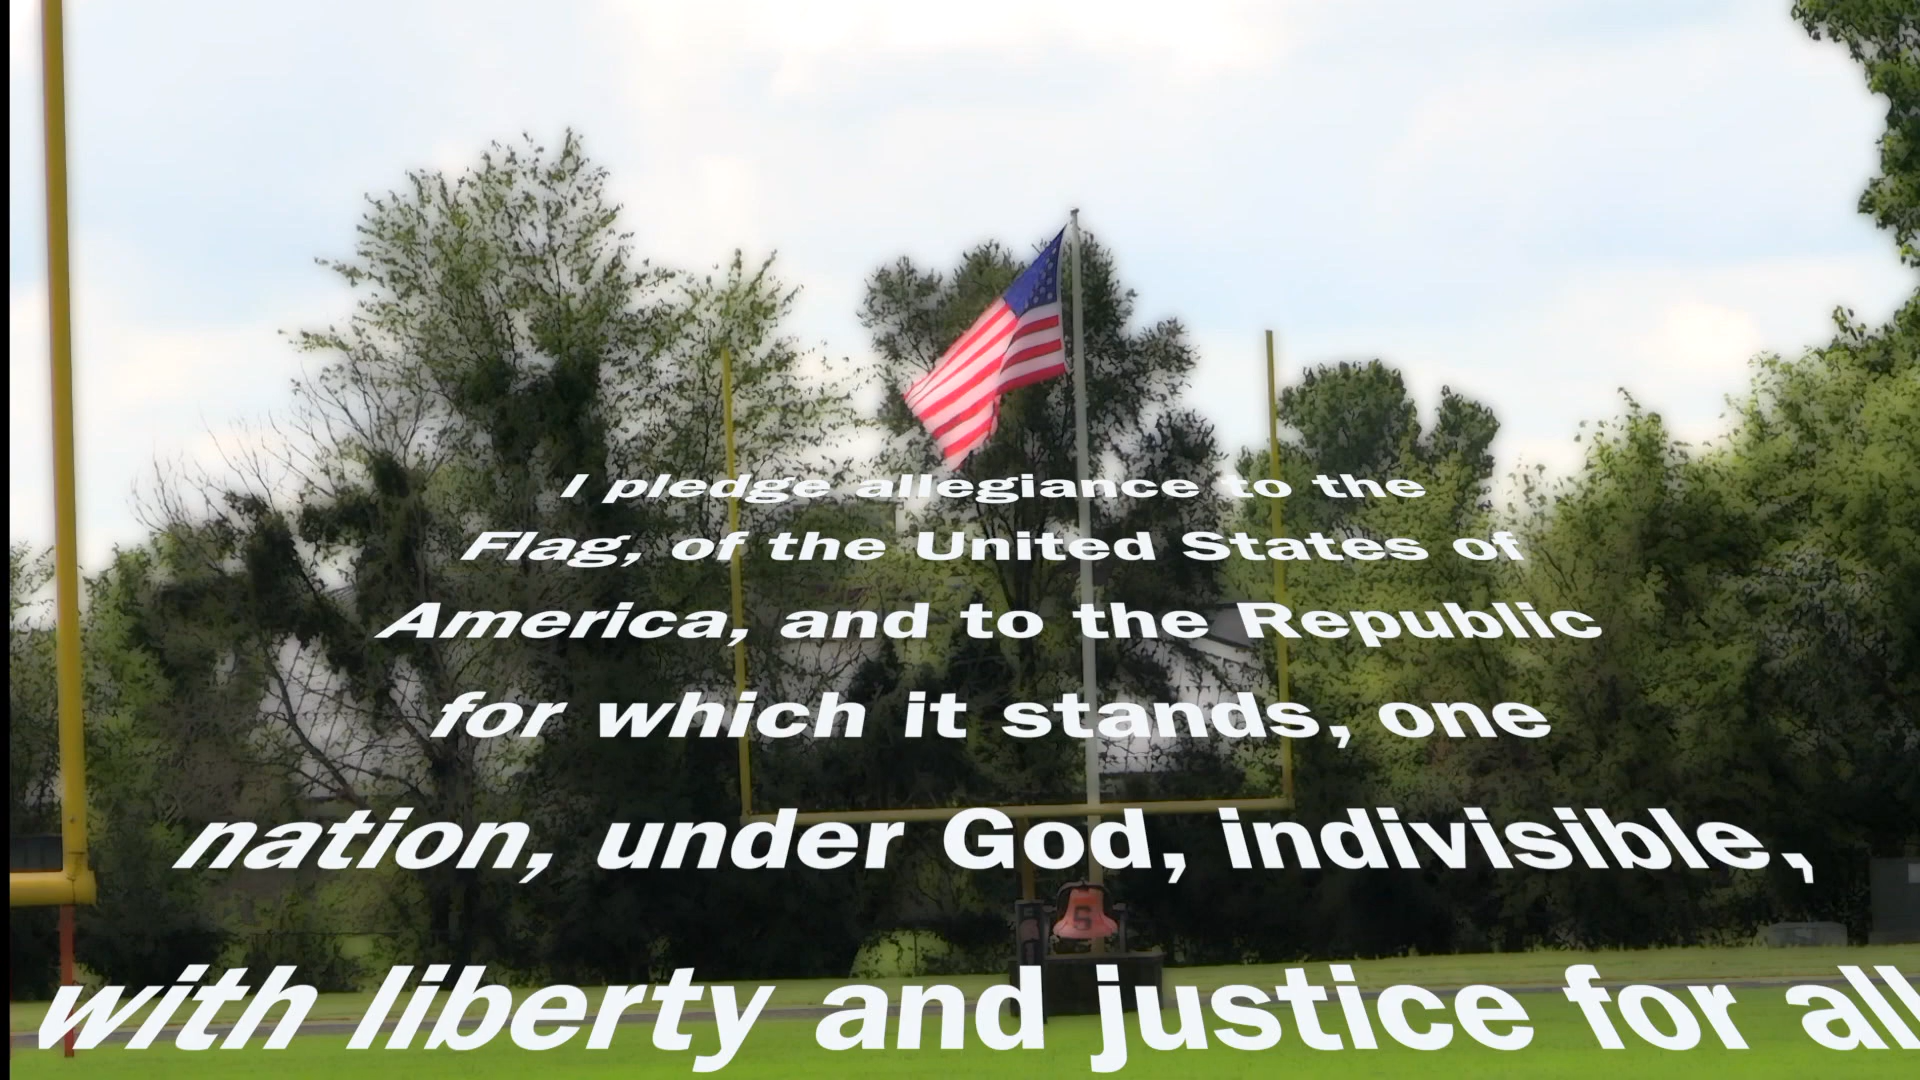 I pledge allegiance to the
Flag, of the United States of
America, and to the Republic
for which it stands, one
nation, under God, indivisible,
with liberty and justice for all
S